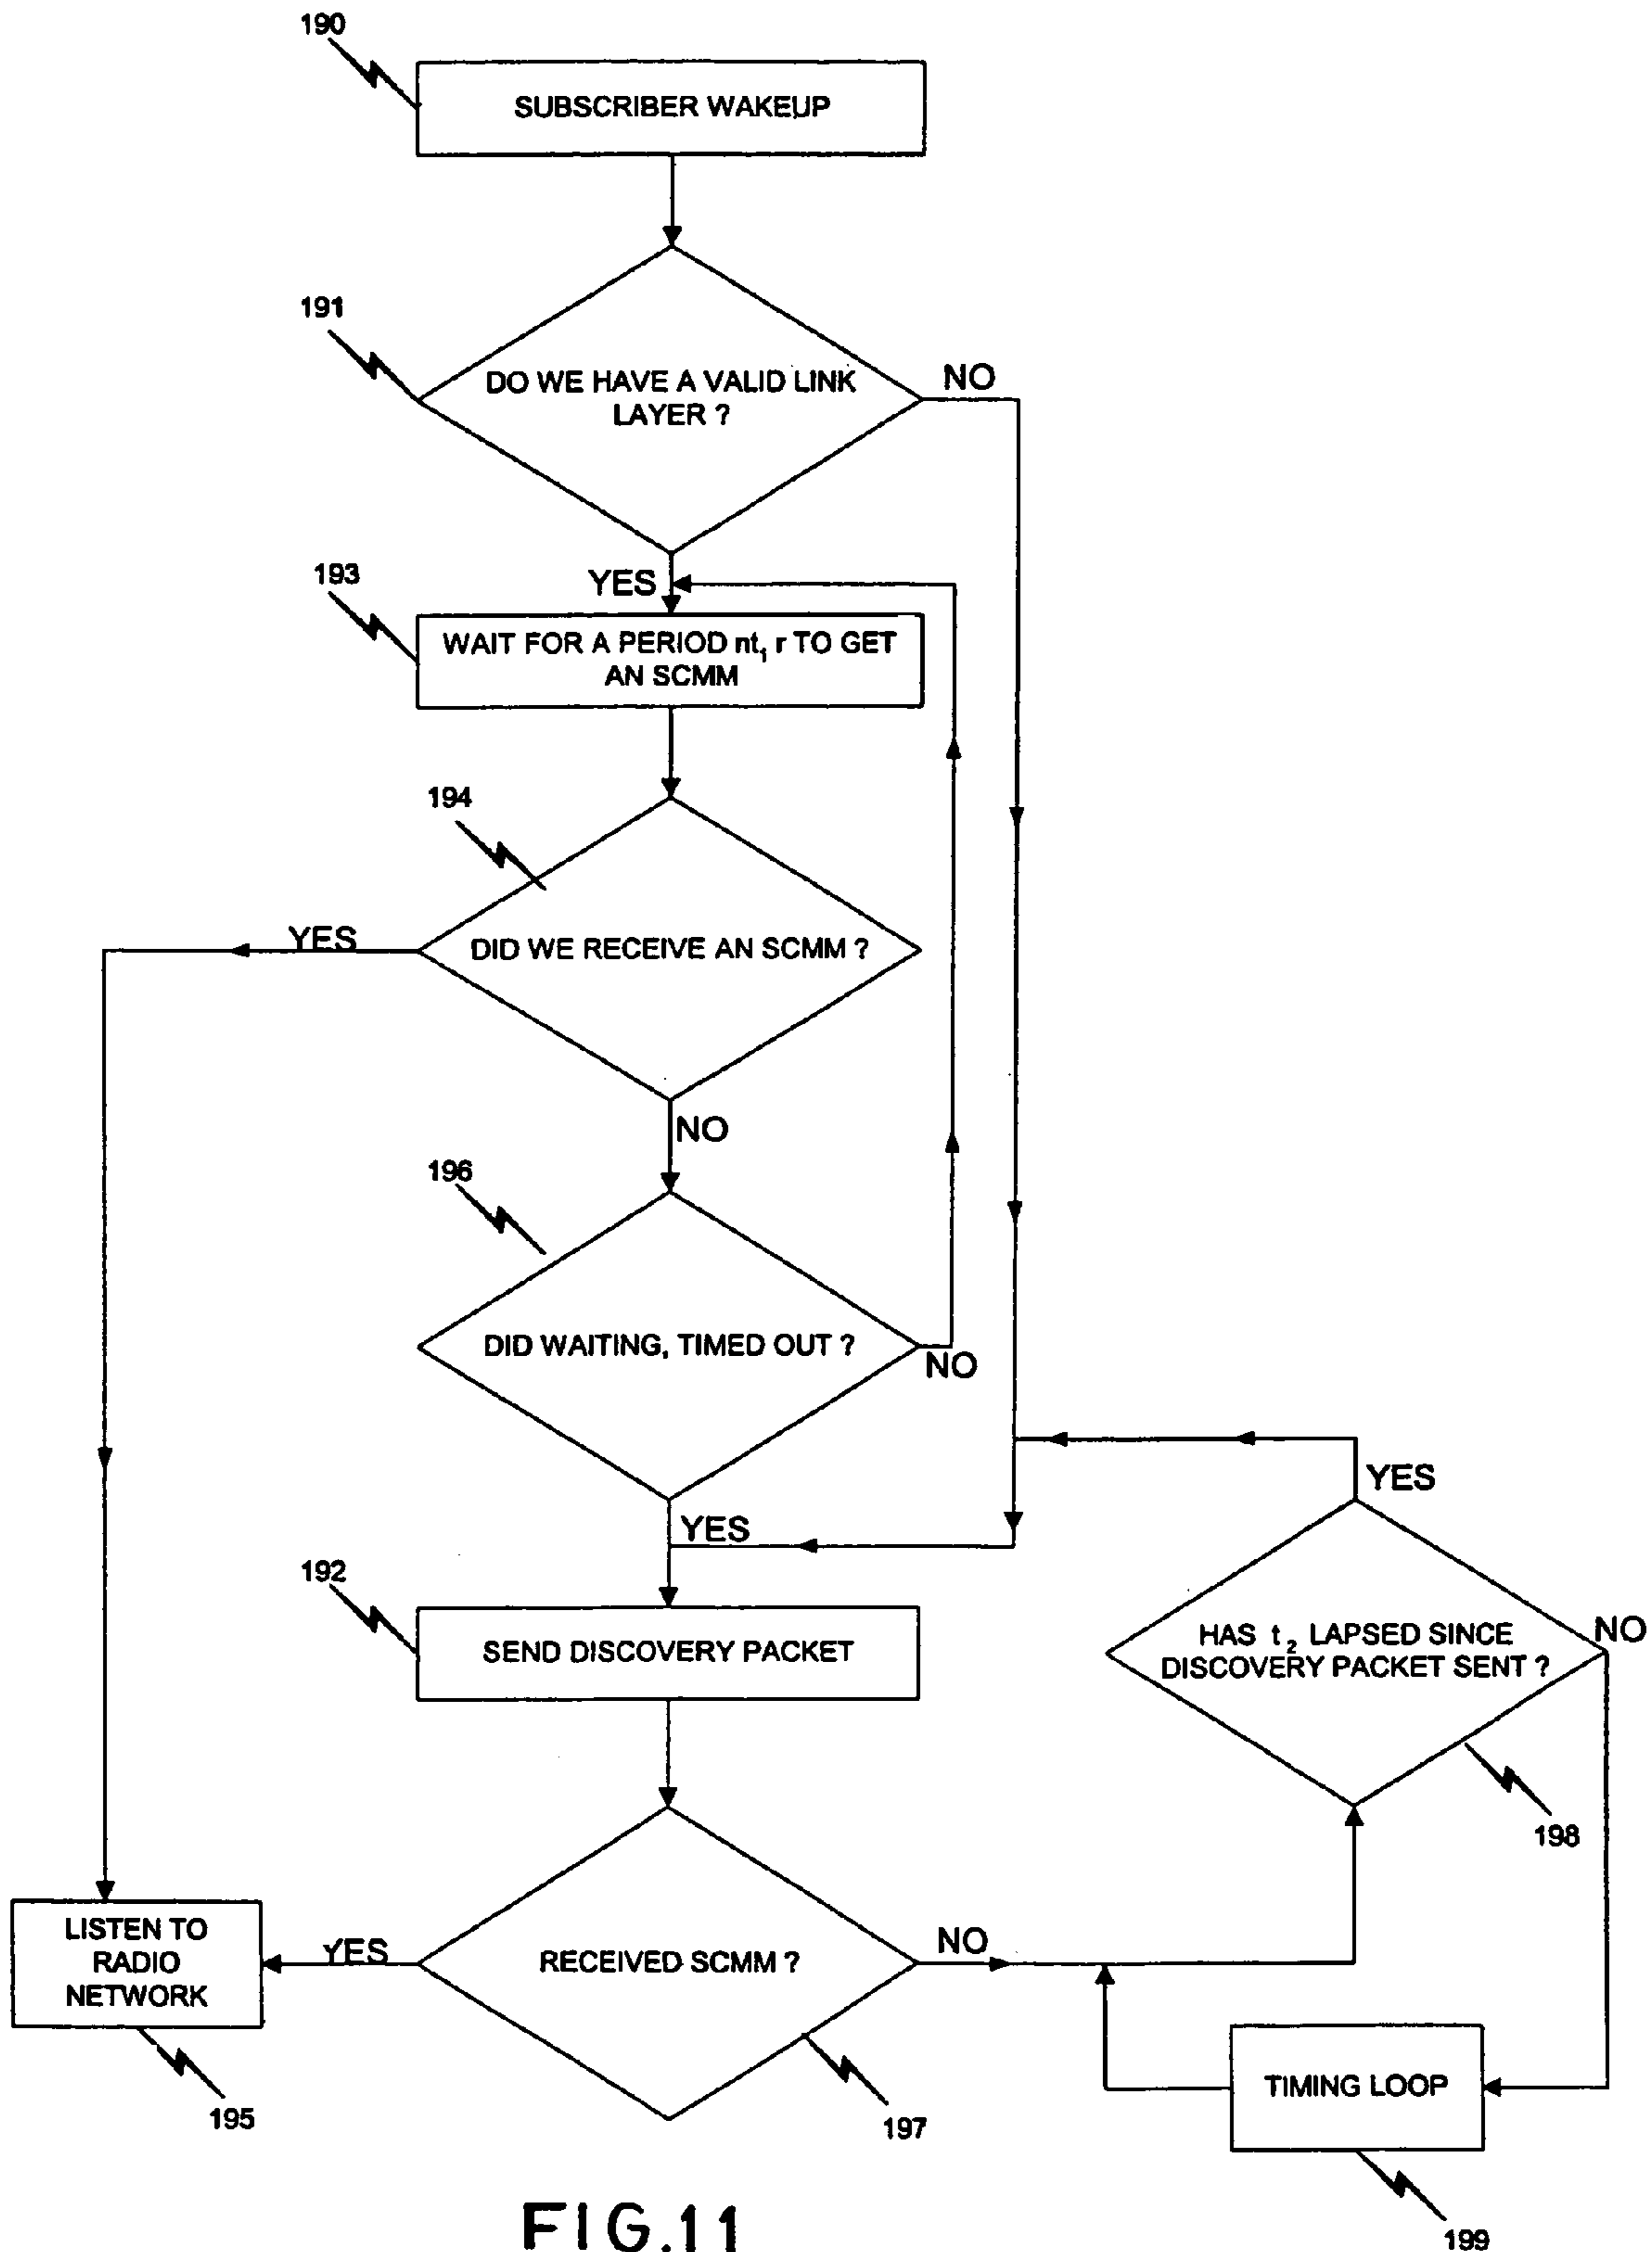 190
SUBSCRIBER WAKEUP
191
DO WE HAVE A VALID LINK
LAYER ?
NO
193
YES
WAIT FOR A PERIOD nt₁ r TO GET
AN SCMM
194
YES
DID WE RECEIVE AN SCMM ?
NO
196
DID WAITING, TIMED OUT ?
NO
YES
YES
192
SEND DISCOVERY PACKET
HAS t₂ LAPSED SINCE
DISCOVERY PACKET SENT ?
NO
198
LISTEN TO
RADIO
NETWORK
YES
RECEIVED SCMM ?
NO
TIMING LOOP
195
197
199
FIG.11